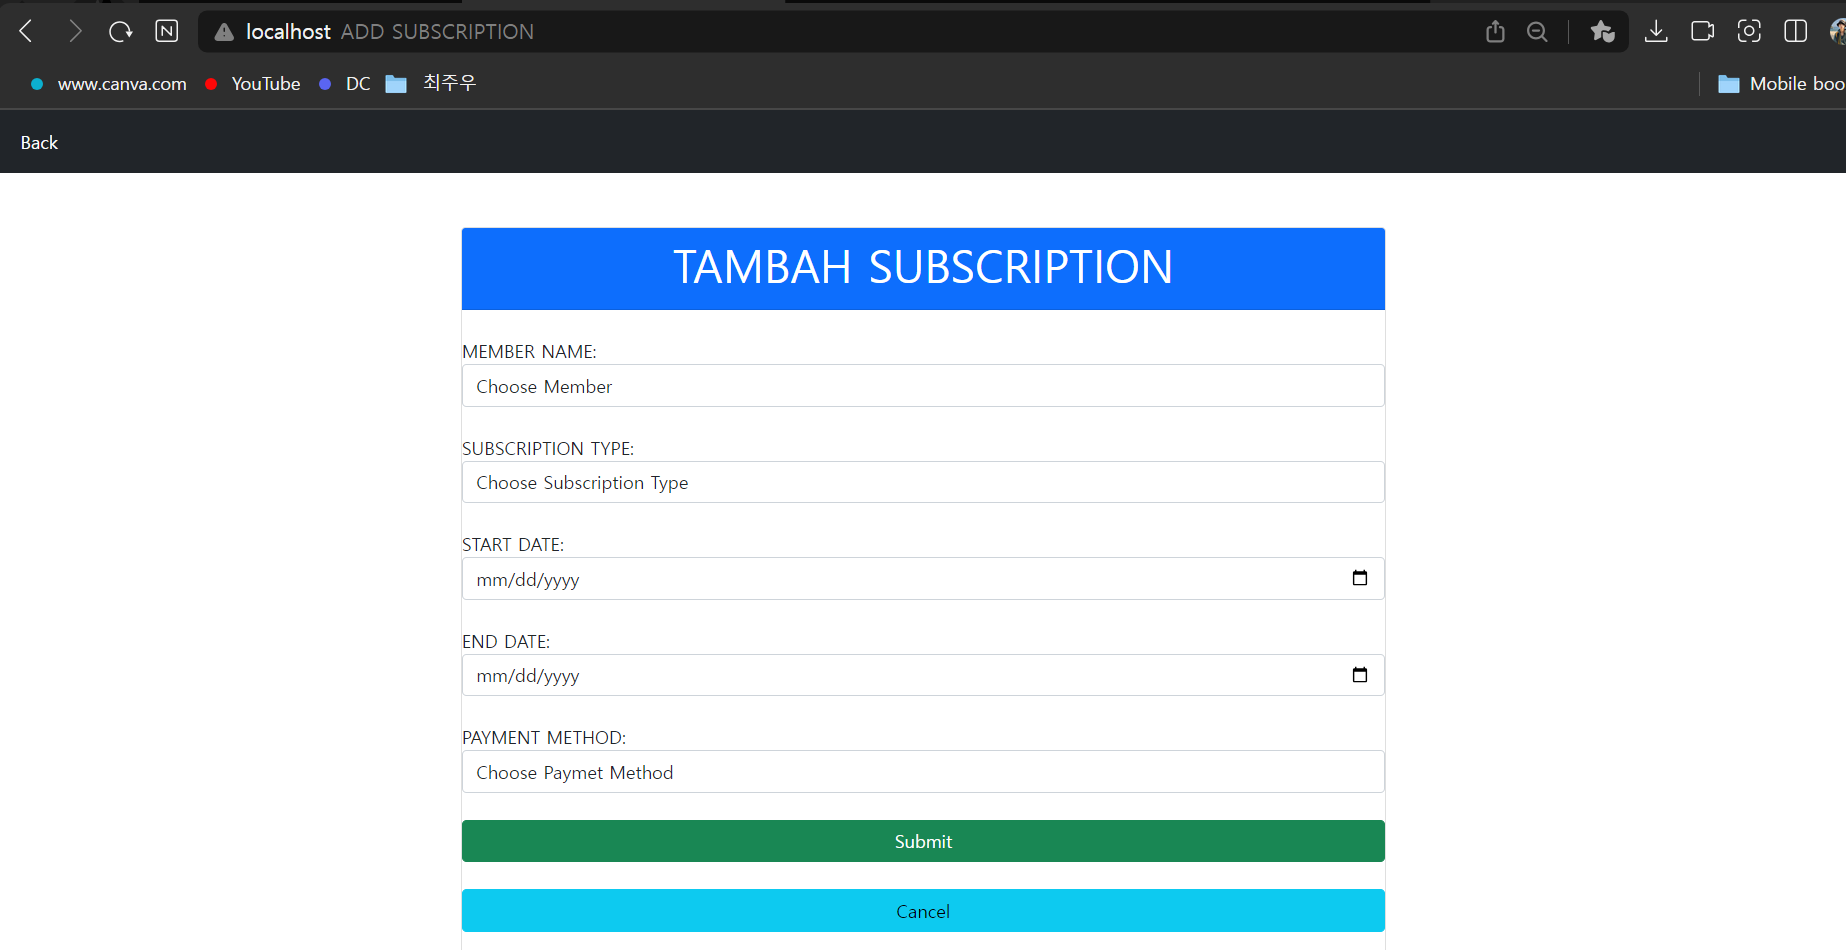 localhost ADD SUBSCRIPTION
www.canva.com YouTube DC 최주우 Mobile boo
Back
TAMBAH SUBSCRIPTION
MEMBER NAME:
Choose Member
SUBSCRIPTION TYPE:
Choose Subscription Type
START DATE:
mm/dd/yyyy
END DATE:
mm/dd/yyyy
PAYMENT METHOD:
Choose Paymet Method
Submit
Cancel